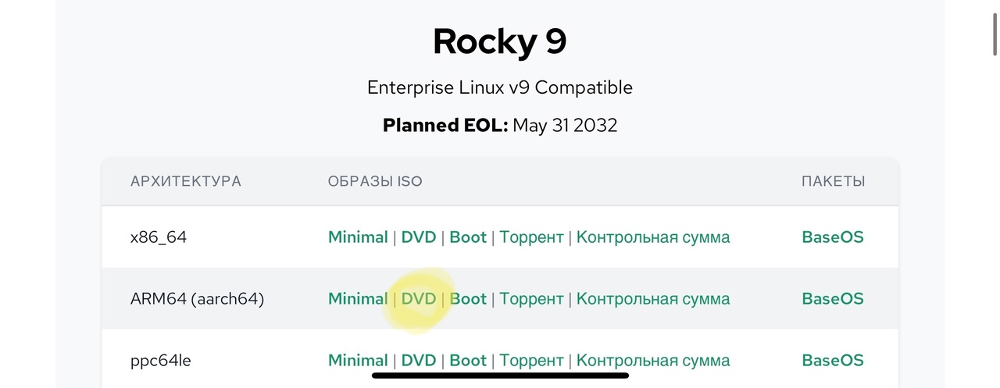 Rocky 9
Enterprise Linux v9 Compatible
Planned EOL: May 31 2032
АРХИТЕКТУРА ОБРАЗЫ ISO ПАКЕТЫ
x86_64 Minimal | DVD | Boot | Торрент | Контрольная сумма BaseOS
ARM64 (aarch64) Minimal | DVD | Boot | Торрент | Контрольная сумма BaseOS
ppc64le Minimal | DVD | Boot | Торрент | Контрольная сумма BaseOS